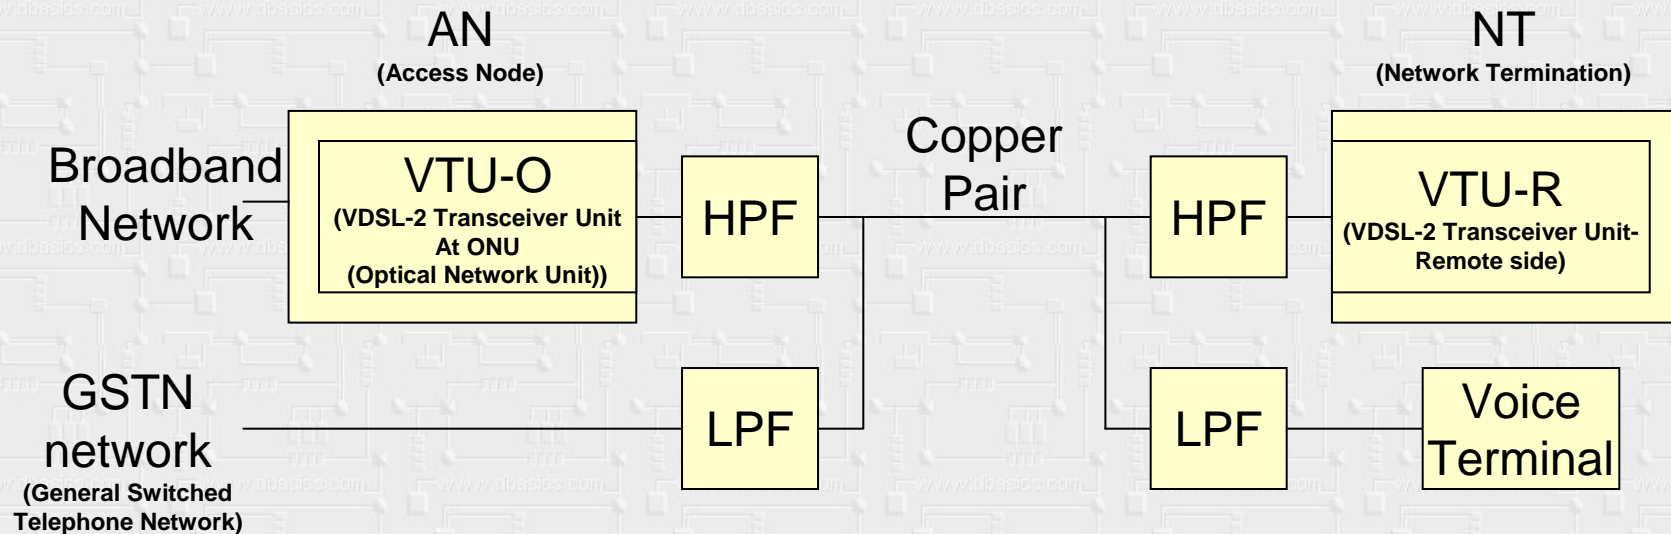 AN
(Access Node)
NT
(Network Termination)
Broadband
Network
VTU-O
(VDSL-2 Transceiver Unit
At ONU
(Optical Network Unit))
HPF
Copper
Pair
HPF
VTU-R
(VDSL-2 Transceiver Unit-
Remote side)
GSTN
network
(General Switched
Telephone Network)
LPF
LPF
Voice
Terminal